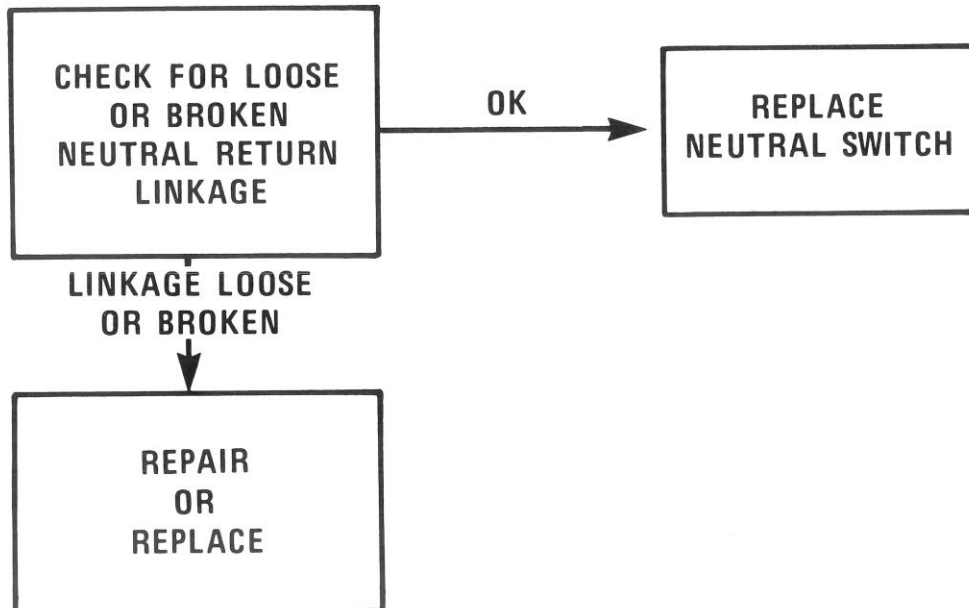 CHECK FOR LOOSE
OR BROKEN
NEUTRAL RETURN
LINKAGE
OK
REPLACE
NEUTRAL SWITCH
LINKAGE LOOSE
OR BROKEN
REPAIR
OR
REPLACE